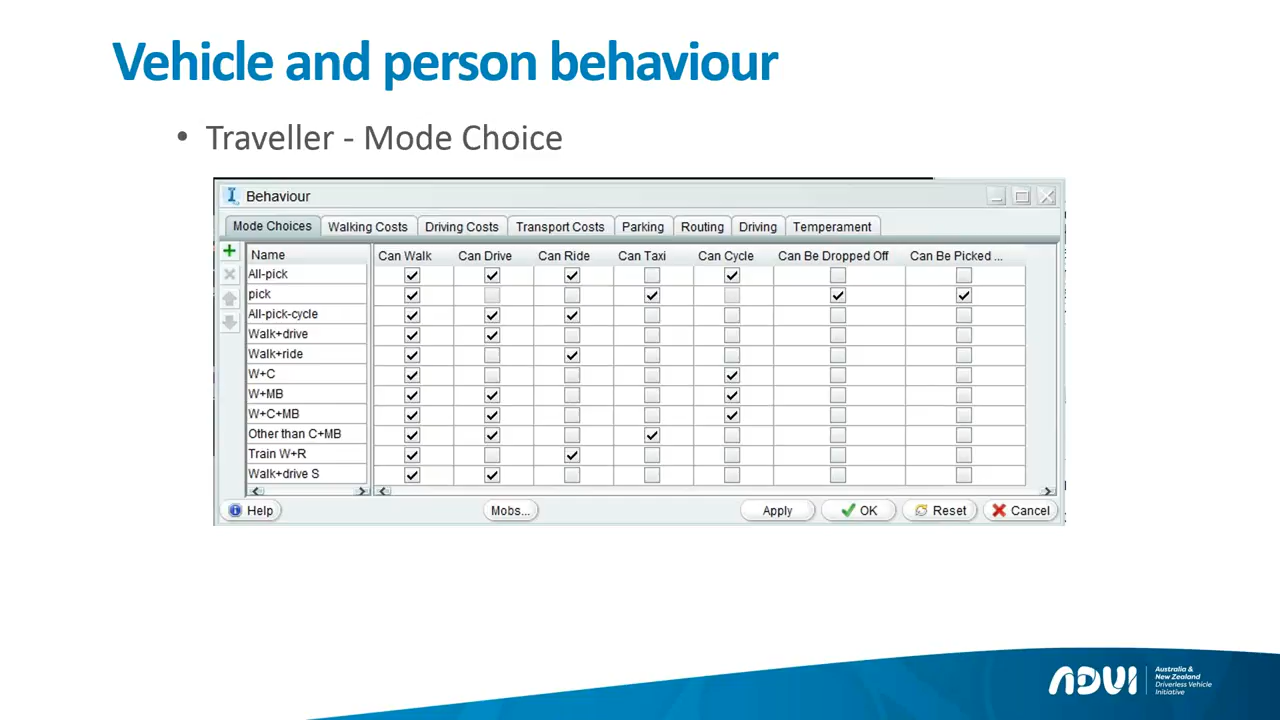 Vehicle and person behaviour
• Traveller - Mode Choice
Behaviour
Mode Choices Walking Costs Driving Costs Transport Costs Parking Routing Driving Temperament
Name Can Walk Can Drive Can Ride Can Taxi Can Cycle Can Be Dropped Off Can Be Picked ...
All-pick
pick
All-pick-cycle
Walk+drive
Walk+ride
W+C
W+MB
W+C+MB
Other than C+MB
Train W+R
Walk+drive S
Help Mobs... Apply OK Reset Cancel
ADVI
Australia &
New Zealand
Driverless Vehicle
Initiative